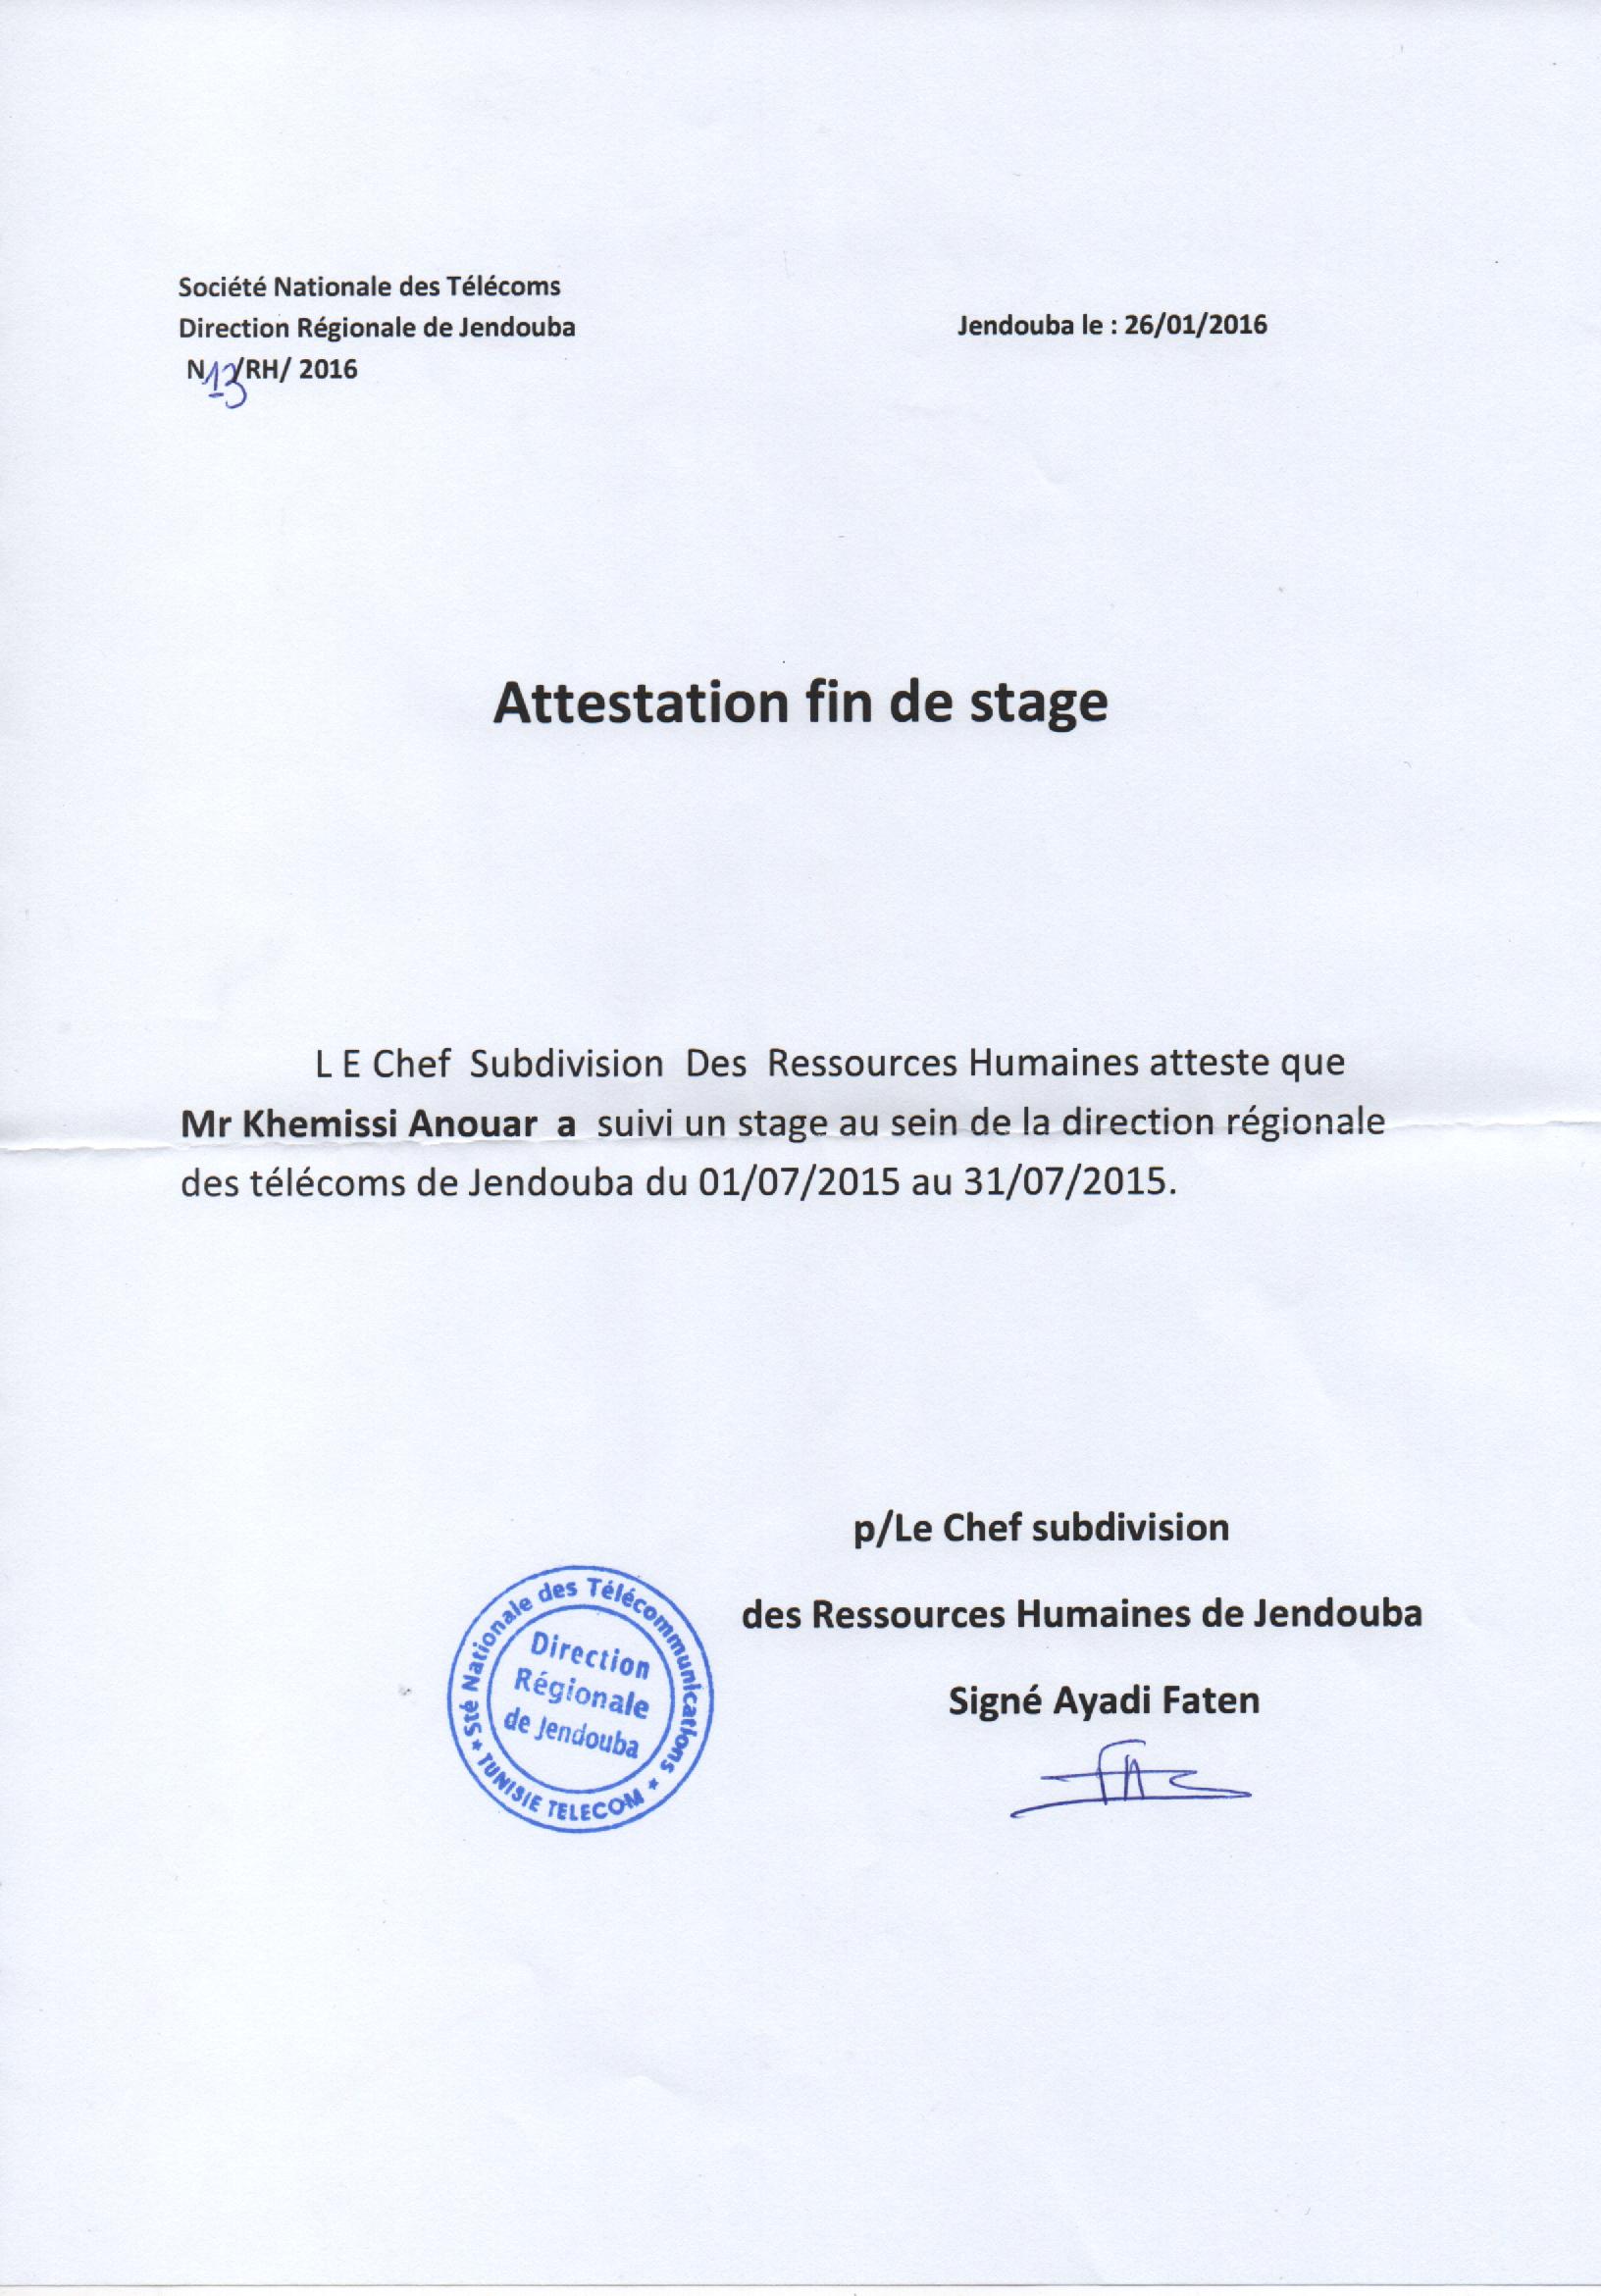 Société Nationale des Télécoms
Direction Régionale de Jendouba
Jendouba le : 26/01/2016
N13/RH/ 2016
Attestation fin de stage
L E Chef Subdivision Des Ressources Humaines atteste que
Mr Khemissi Anouar a suivi un stage au sein de la direction régionale
des télécoms de Jendouba du 01/07/2015 au 31/07/2015.
p/Le Chef subdivision
des Ressources Humaines de Jendouba
Signé Ayadi Faten
Sté Nationale des Télécommunications
Direction
Régionale
de Jendouba
* TUNISIE TELECOM *